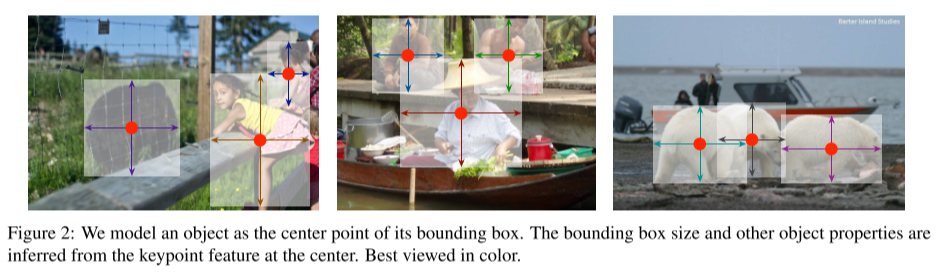 Barter Island Studies
Figure 2: We model an object as the center point of its bounding box. The bounding box size and other object properties are
inferred from the keypoint feature at the center. Best viewed in color.